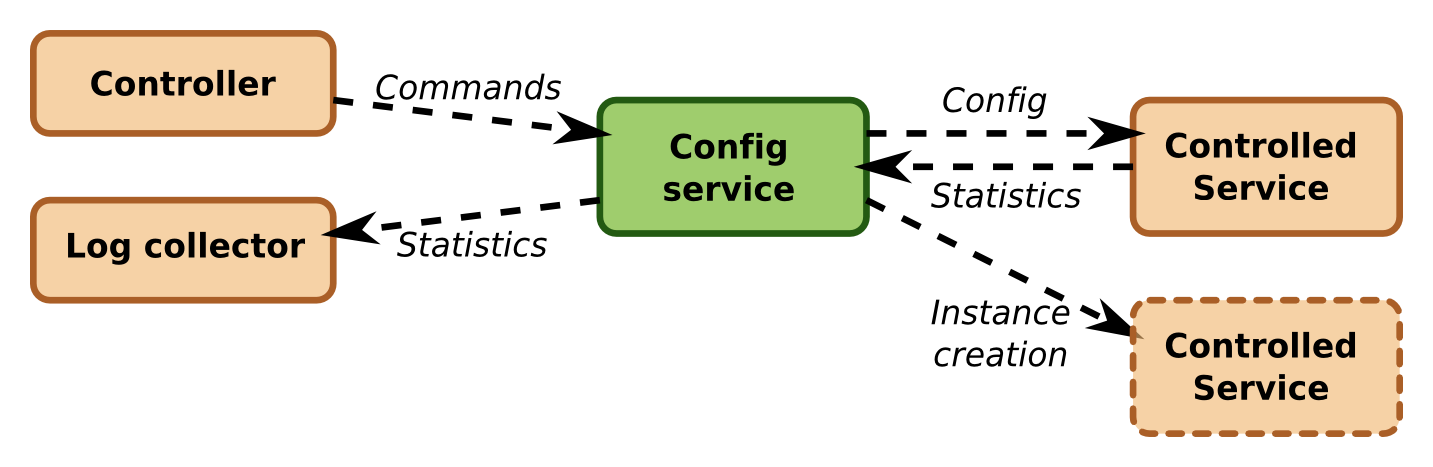 Controller
Commands
Config
service
Config
Controlled
Service
Statistics
Log collector
Statistics
Instance
creation
Controlled
Service